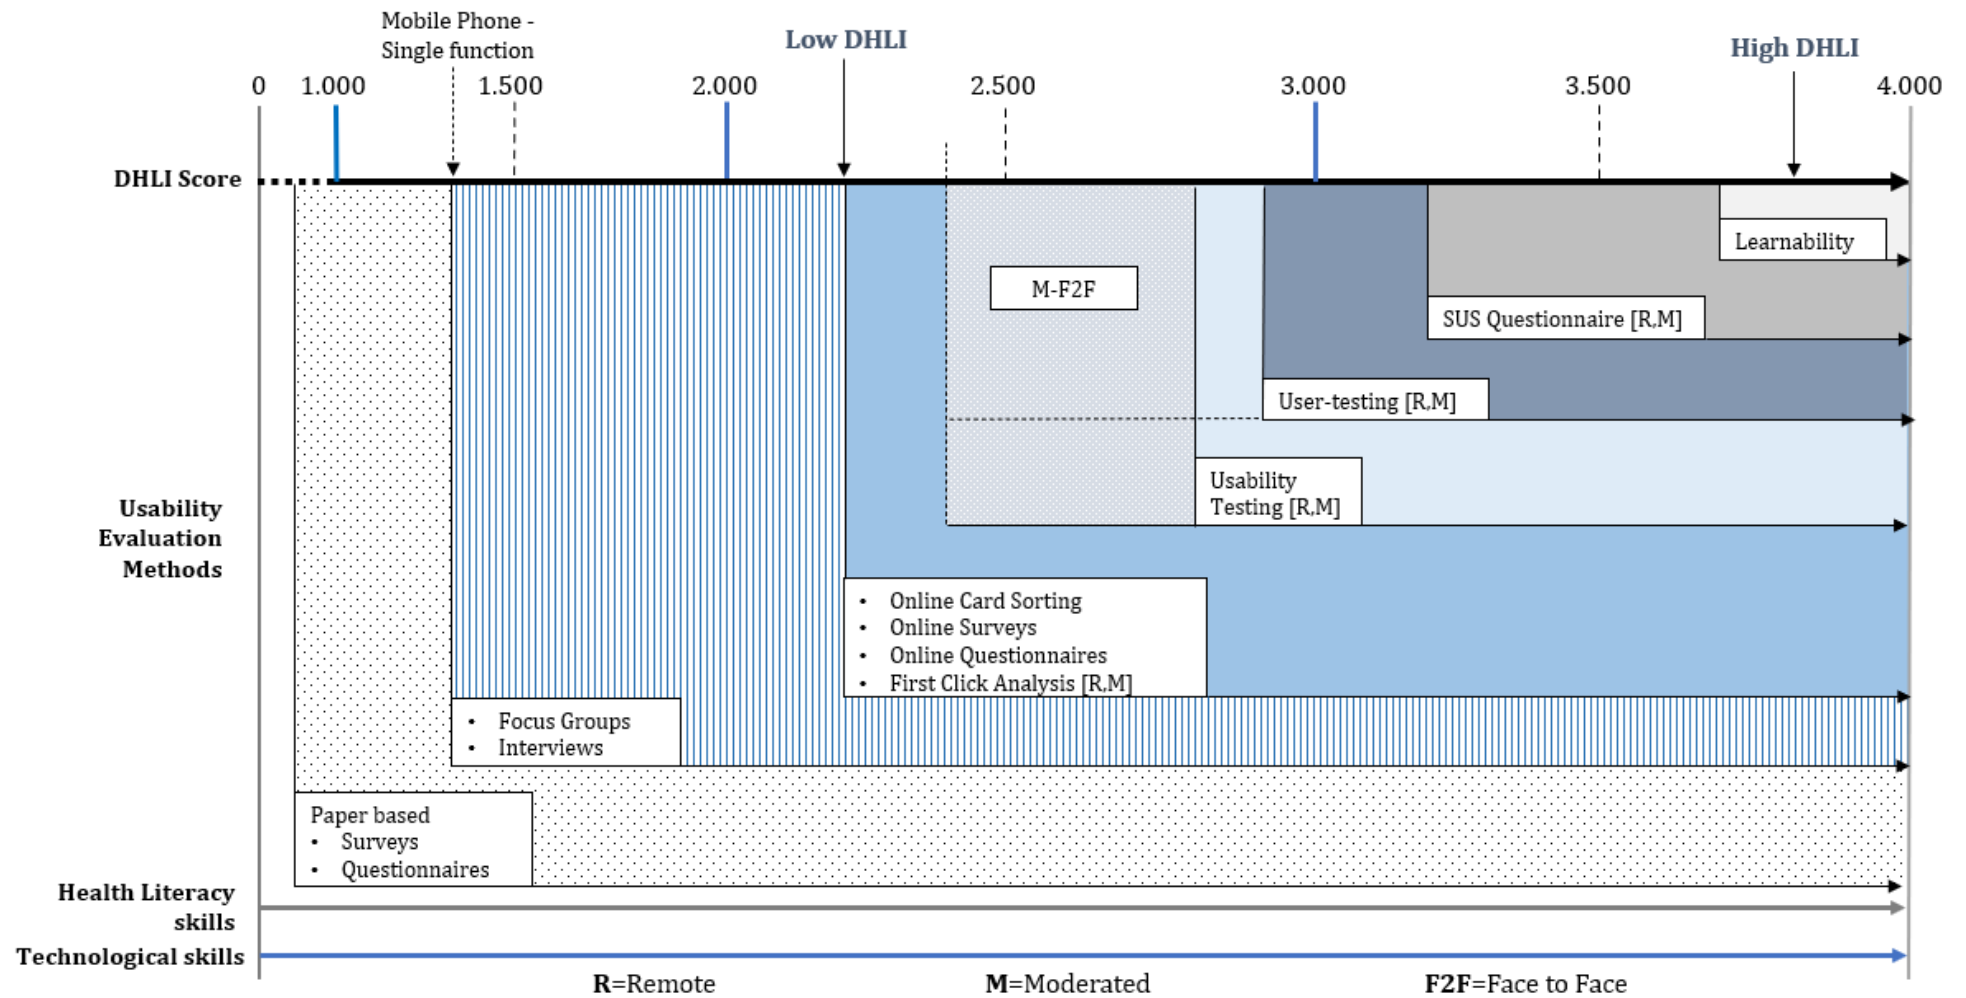 Mobile Phone -
Single function
Low DHLI
High DHLI
0 1.000 1.500 2.000 2.500 3.000 3.500 4.000
DHLI Score
Learnability
M-F2F
SUS Questionnaire [R,M]
User-testing [R,M]
Usability
Testing [R,M]
Usability
Evaluation
Methods
• Online Card Sorting
• Online Surveys
• Online Questionnaires
• First Click Analysis [R,M]
• Focus Groups
• Interviews
Paper based
• Surveys
• Questionnaires
Health Literacy
skills
Technological skills
R=Remote M=Moderated F2F=Face to Face